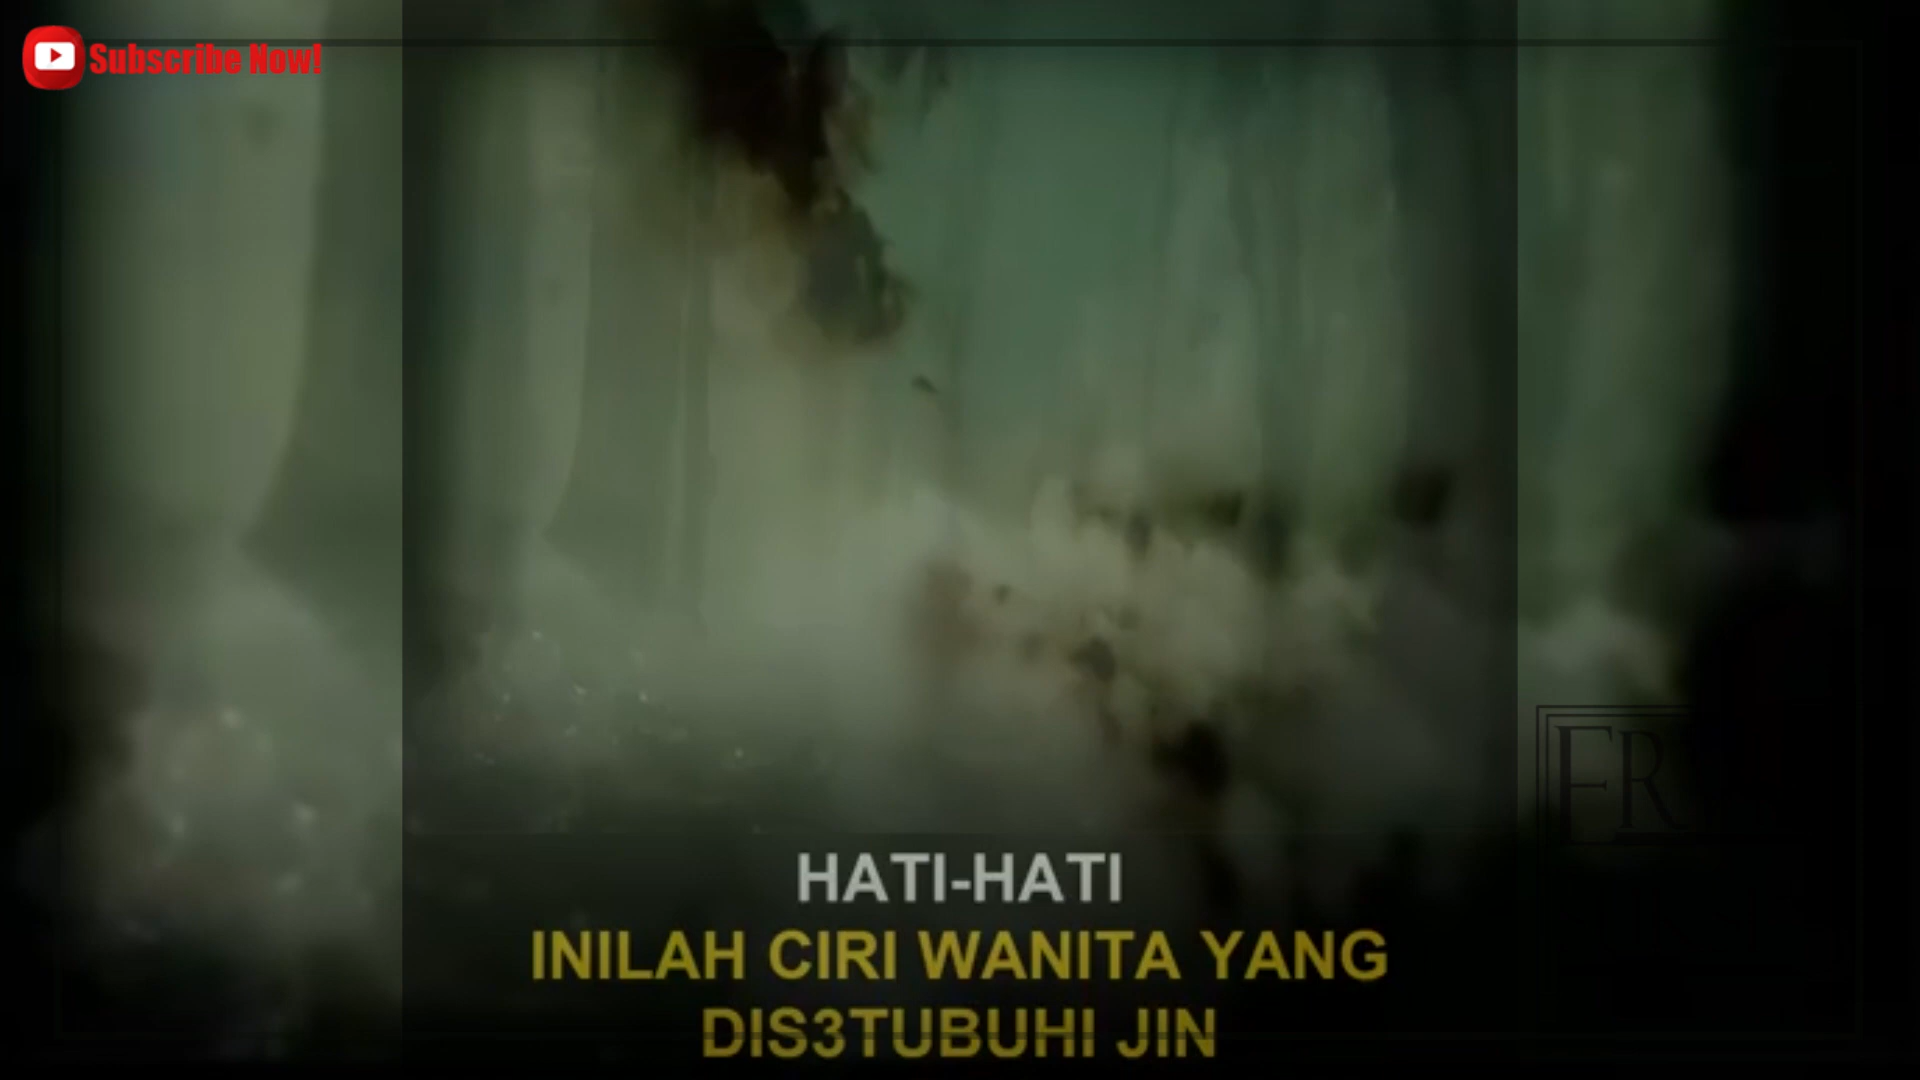 Subscribe Now!
HATI-HATI
INILAH CIRI WANITA YANG
DIS3TUBUHI JIN